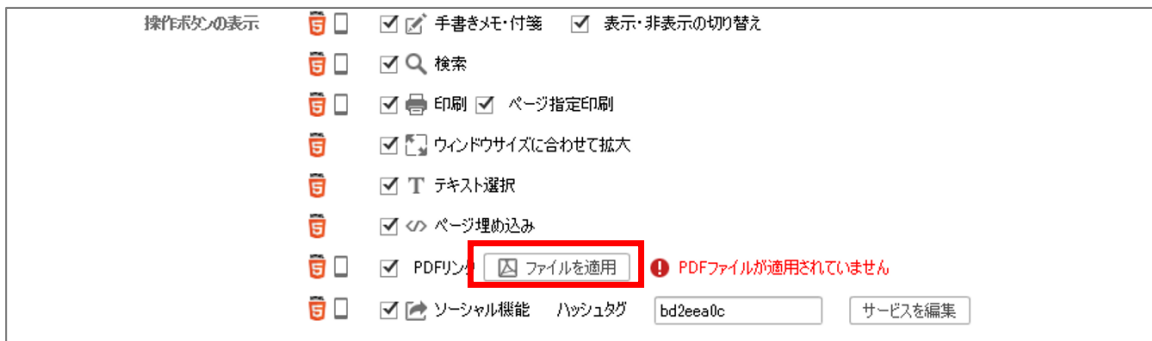 操作ボタンの表示 手書きメモ・付箋 表示・非表示の切り替え
検索
印刷 ページ指定印刷
ウィンドウサイズに合わせて拡大
T テキスト選択
ページ埋め込み
PDFリンク ファイルを適用 PDFファイルが適用されていません
ソーシャル機能 ハッシュタグ bd2eea0c サービスを編集